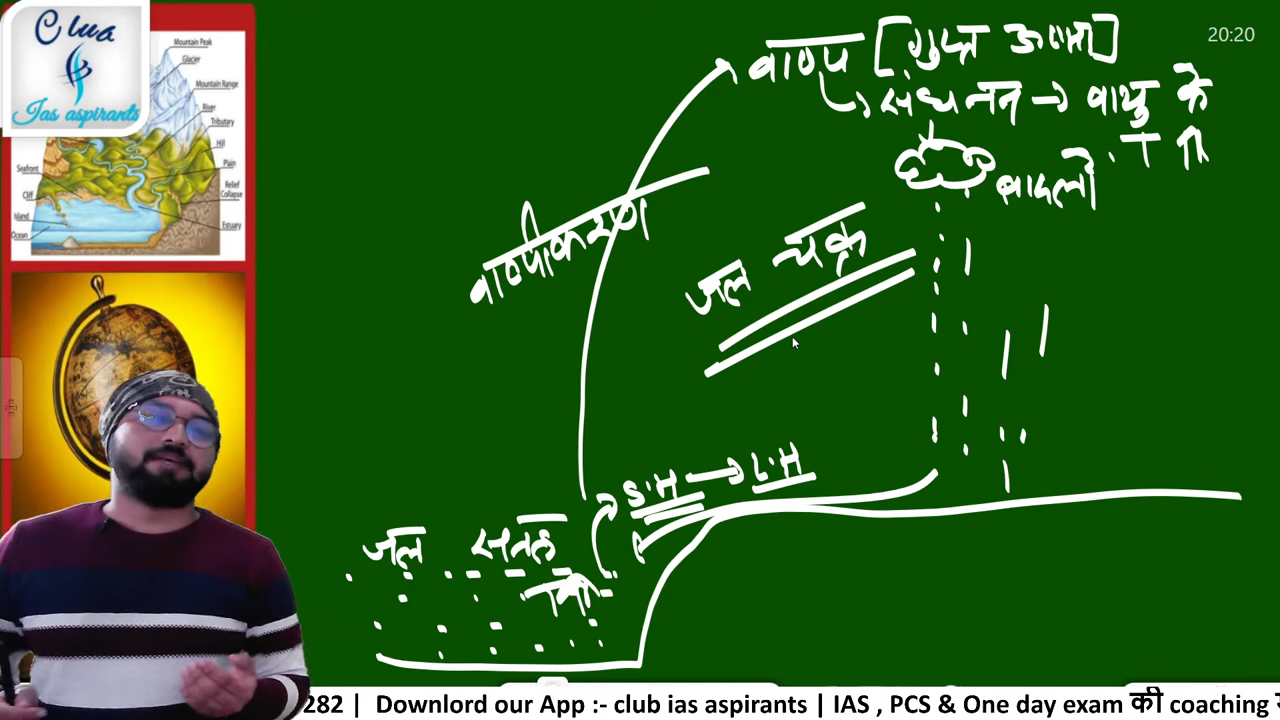 Clua
Ias aspirants
Mountain Peak
Glacier
Mountain Range
River
Tributary
Hill
Plain
Relief
Collapse
Estuary
Seafront
Cliff
Island
Ocean
20:20
वाष्प [गुप्त ऊष्मा]
संघनन → वायु के
बादलों
वाष्पीकरण
जल चक्र
S.H → L.H
जल सतह
282 | Downlord our App :- club ias aspirants | IAS , PCS & One day exam की coaching